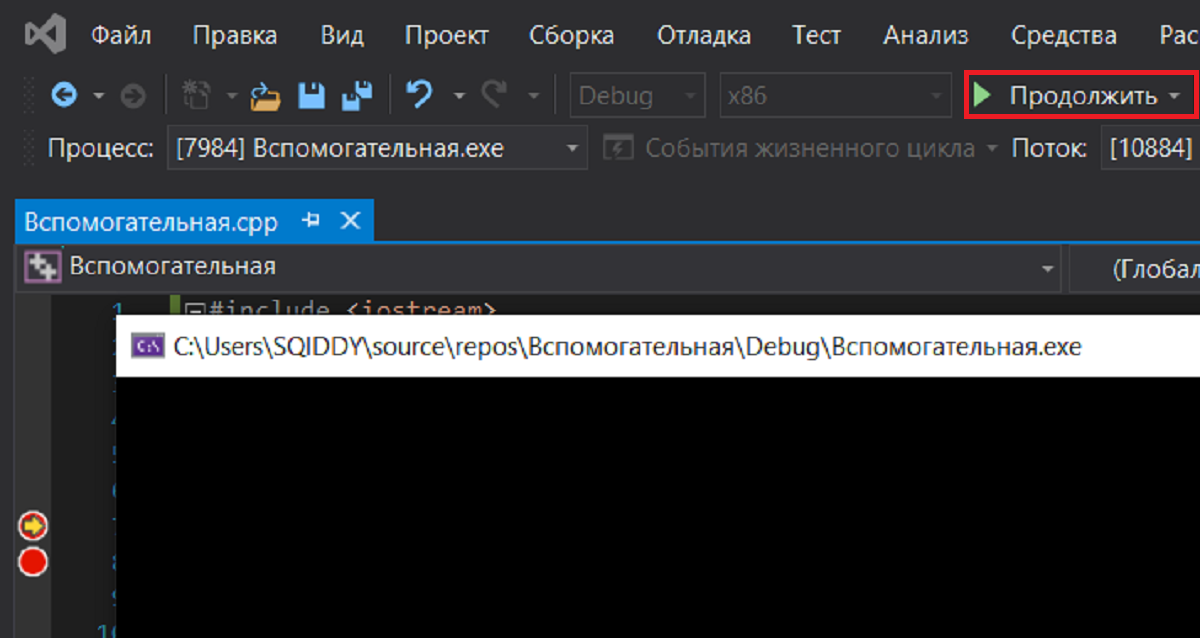 Файл Правка Вид Проект Сборка Отладка Тест Анализ Средства Рас
Debug x86 Продолжить
Процесс: [7984] Вспомогательная.exe События жизненного цикла Поток: [10884]
Вспомогательная.cpp
Вспомогательная (Глобал
1 #include <iostream>
C:\Users\SQIDDY\source\repos\Вспомогательная\Debug\Вспомогательная.exe